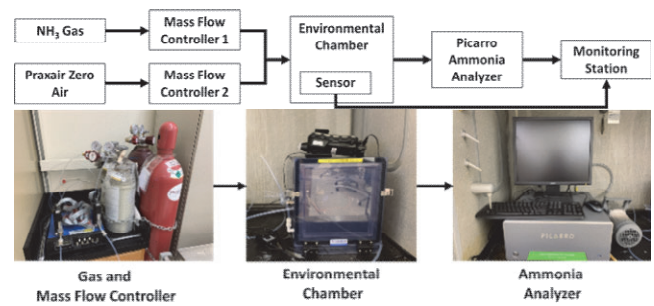 NH₃ Gas
Mass Flow
Controller 1
Environmental
Chamber
Sensor
Picarro
Ammonia
Analyzer
Monitoring
Station
Praxair Zero
Air
Mass Flow
Controller 2
PICARRO
Gas and
Mass Flow Controller
Environmental
Chamber
Ammonia
Analyzer